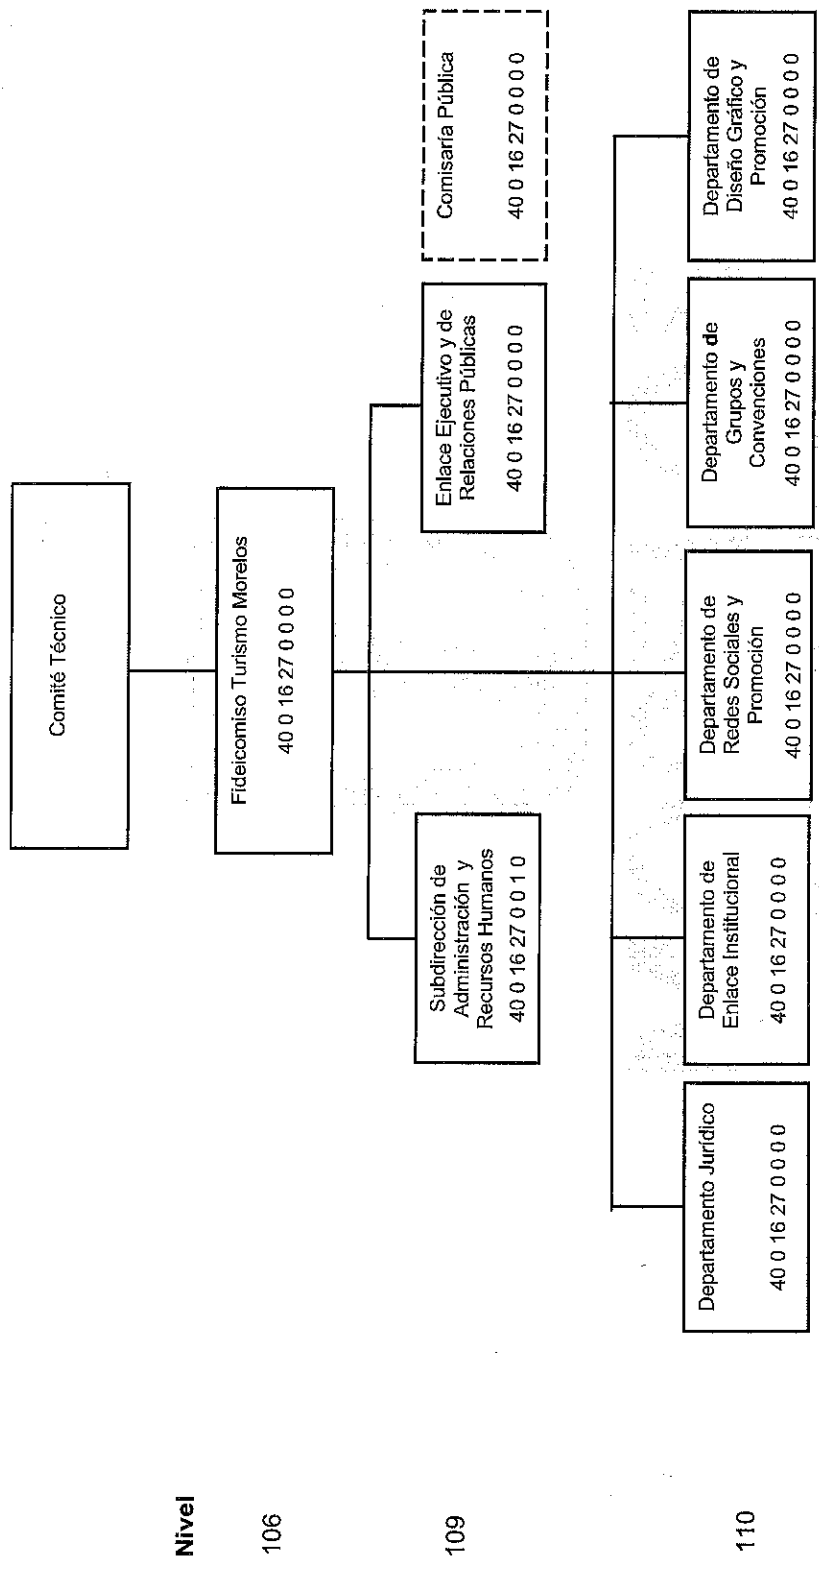 Comité Técnico
Nivel
106
Fideicomiso Turismo Morelos
40 0 16 27 0 0 0 0
109
Subdirección de
Administración y
Recursos Humanos
40 0 16 27 0 0 1 0
Enlace Ejecutivo y de
Relaciones Públicas
40 0 16 27 0 0 0 0
Comisaría Pública
40 0 16 27 0 0 0 0
110
Departamento Jurídico
40 0 16 27 0 0 0 0
Departamento de
Enlace Institucional
40 0 16 27 0 0 0 0
Departamento de
Redes Sociales y
Promoción
40 0 16 27 0 0 0 0
Departamento de
Grupos y
Convenciones
40 0 16 27 0 0 0 0
Departamento de
Diseño Gráfico y
Promoción
40 0 16 27 0 0 0 0